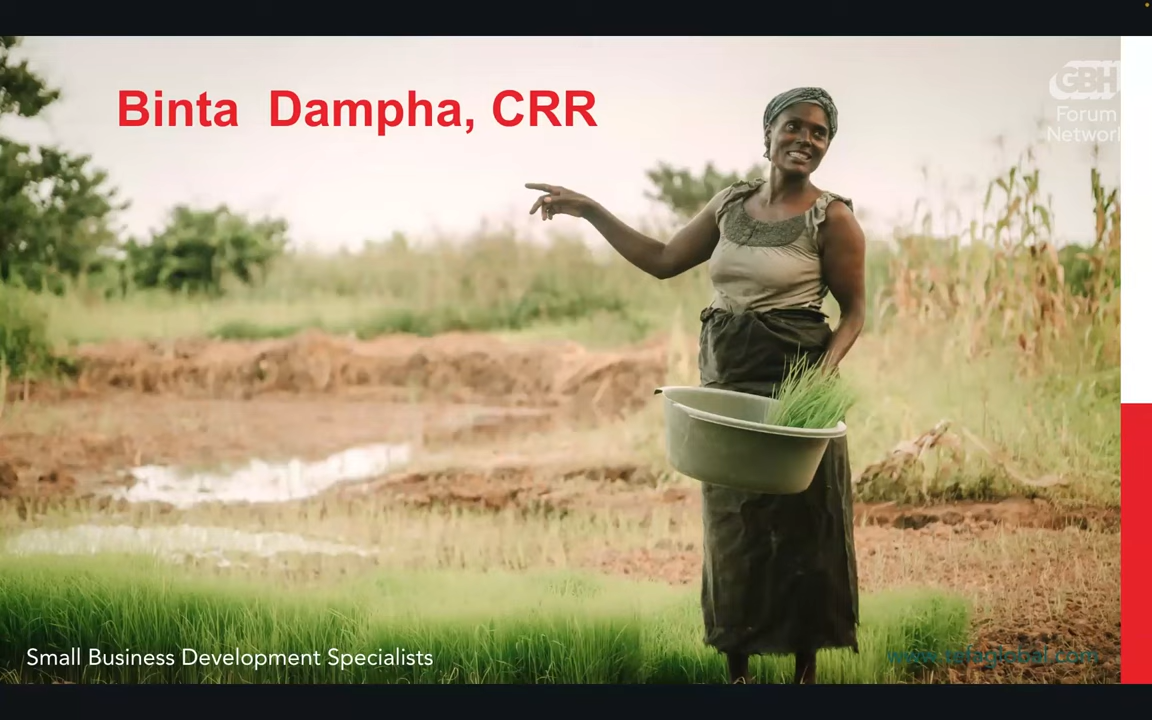 Binta Dampha, CRR
GBH
Forum
Network
Small Business Development Specialists